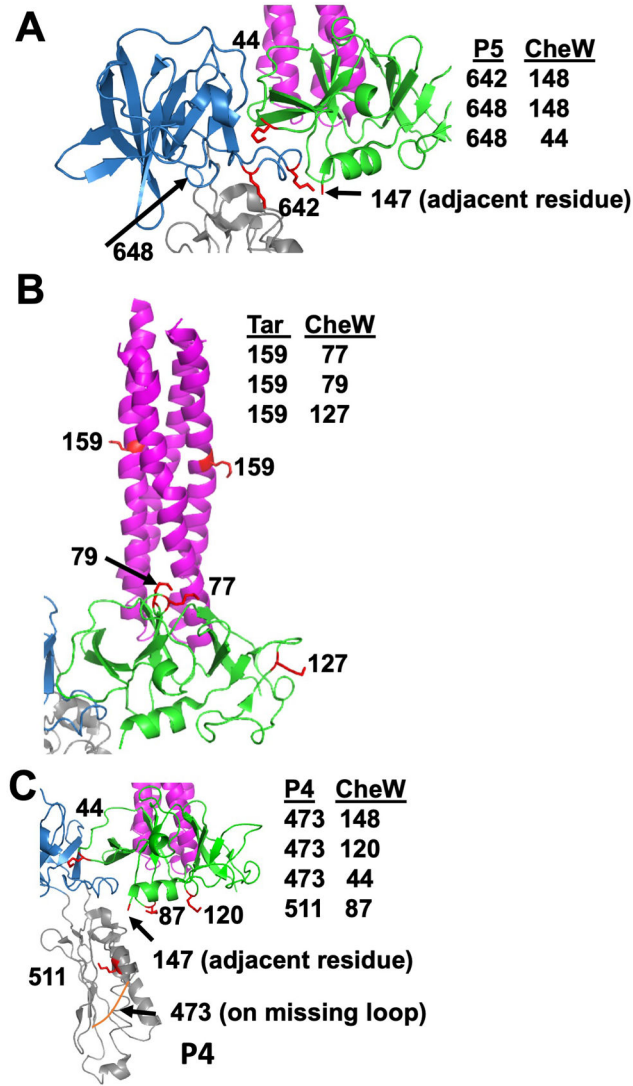 A
44
P5 CheW
642 148
648 148
648 44
642
147 (adjacent residue)
648
B
Tar CheW
159 77
159 79
159 127
159
159
79
77
127
C
44
P4 CheW
473 148
473 120
473 44
511 87
87
120
147 (adjacent residue)
511
473 (on missing loop)
P4